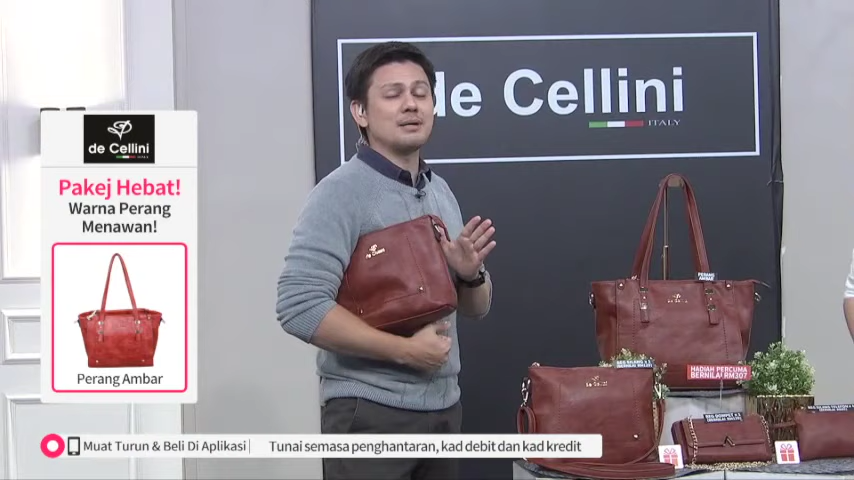 de Cellini
ITALY
de Cellini
Pakej Hebat!
Warna Perang
Menawan!
Perang Ambar
PERANG
AMBAR
HADIAH PERCUMA
BERNILAI RM307
Muat Turun & Beli Di Aplikasi
Tunai semasa penghantaran, kad debit dan kad kredit